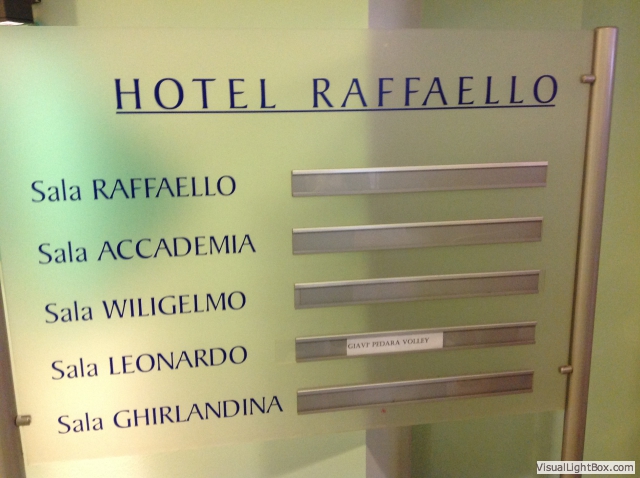 HOTEL RAFFAELLO
Sala RAFFAELLO
Sala ACCADEMIA
Sala WILIGELMO
Sala LEONARDO
GIAVI PEDARA VOLLEY
Sala GHIRLANDINA
VisualLightBox.com